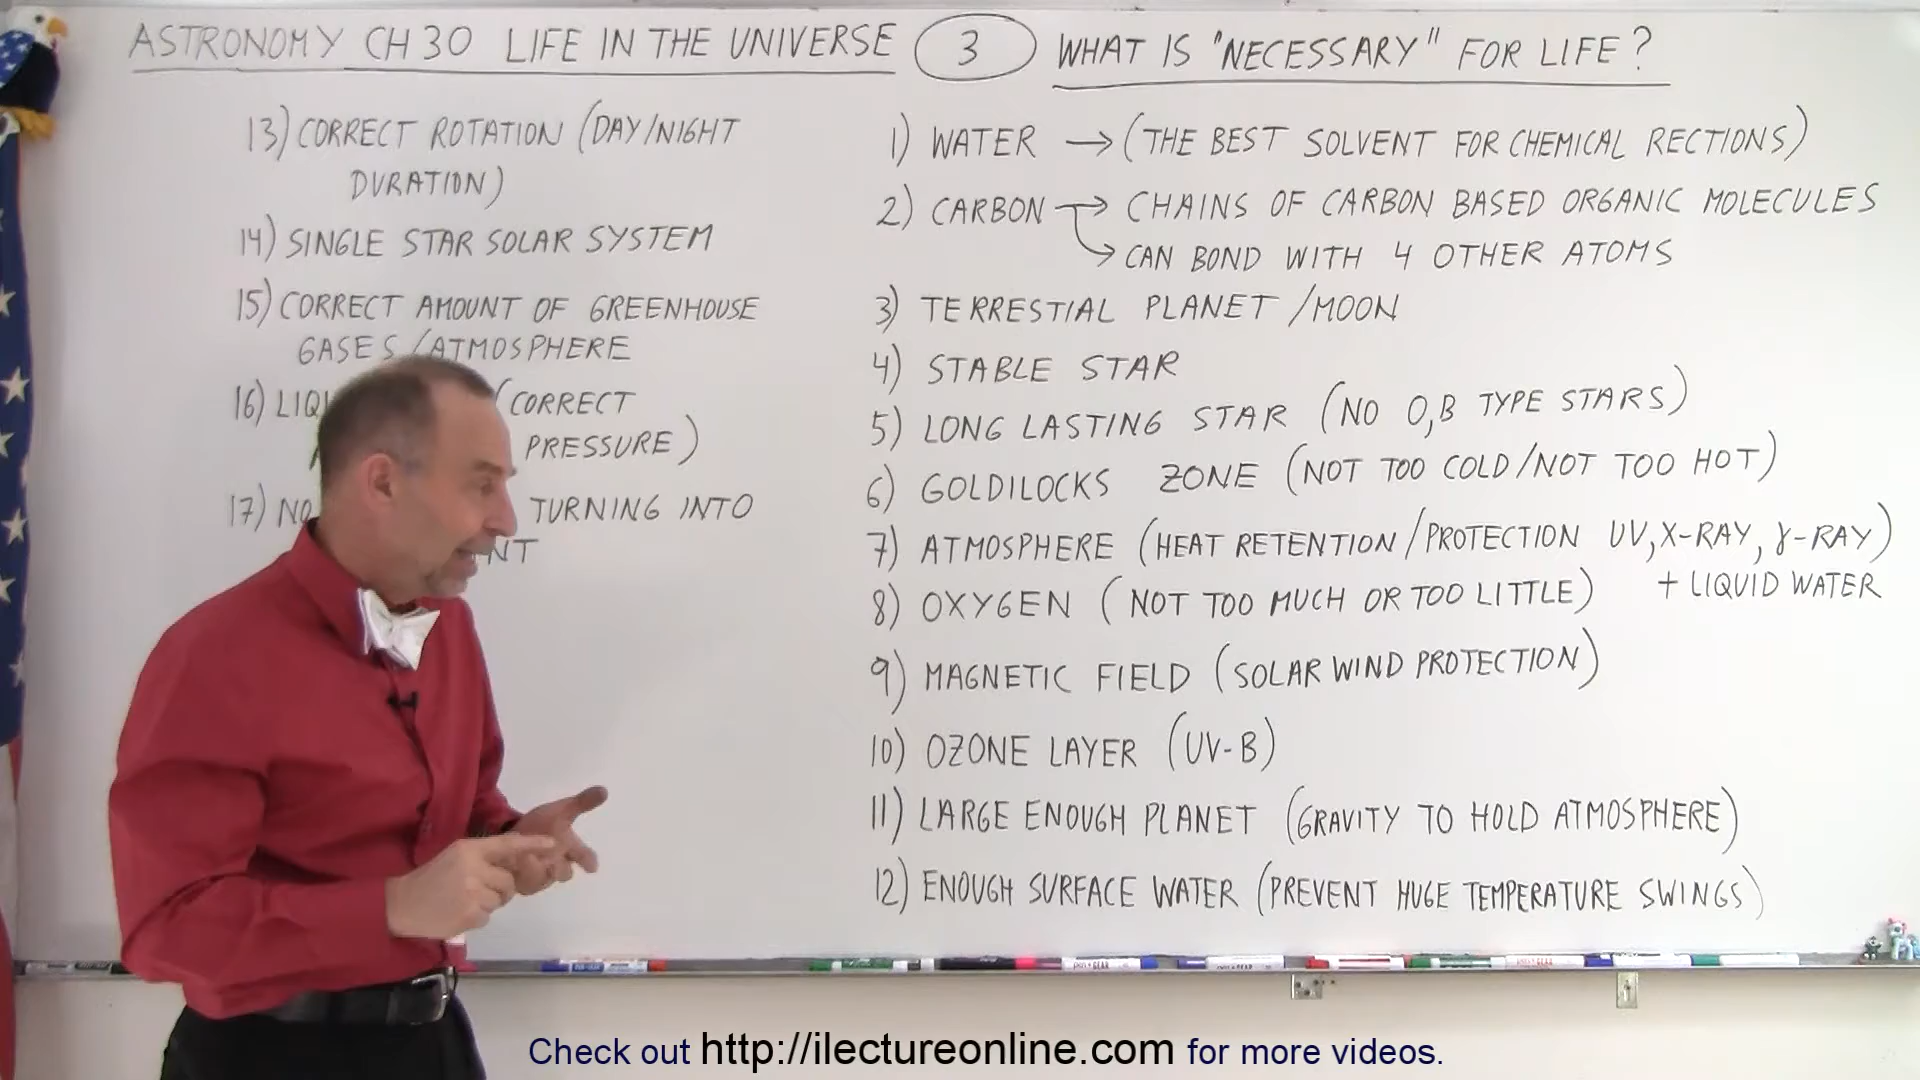 ASTRONOMY CH 30 LIFE IN THE UNIVERSE 3 WHAT IS "NECESSARY" FOR LIFE?
13) CORRECT ROTATION (DAY/NIGHT
DURATION)
14) SINGLE STAR SOLAR SYSTEM
15) CORRECT AMOUNT OF GREENHOUSE
GASES/ATMOSPHERE
16) (CORRECT
PRESSURE)
17) TURNING INTO
1) WATER → (THE BEST SOLVENT FOR CHEMICAL RECTIONS)
2) CARBON → CHAINS OF CARBON BASED ORGANIC MOLECULES
→ CAN BOND WITH 4 OTHER ATOMS
3) TERRESTIAL PLANET/MOON
4) STABLE STAR
5) LONG LASTING STAR (NO O,B TYPE STARS)
6) GOLDILOCKS ZONE (NOT TOO COLD/NOT TOO HOT)
7) ATMOSPHERE (HEAT RETENTION/PROTECTION UV, X-RAY, γ-RAY)
+ LIQUID WATER
8) OXYGEN (NOT TOO MUCH OR TOO LITTLE)
9) MAGNETIC FIELD (SOLAR WIND PROTECTION)
10) OZONE LAYER (UV-B)
11) LARGE ENOUGH PLANET (GRAVITY TO HOLD ATMOSPHERE)
12) ENOUGH SURFACE WATER (PREVENT HUGE TEMPERATURE SWINGS)
Check out http://ilectureonline.com for more videos.